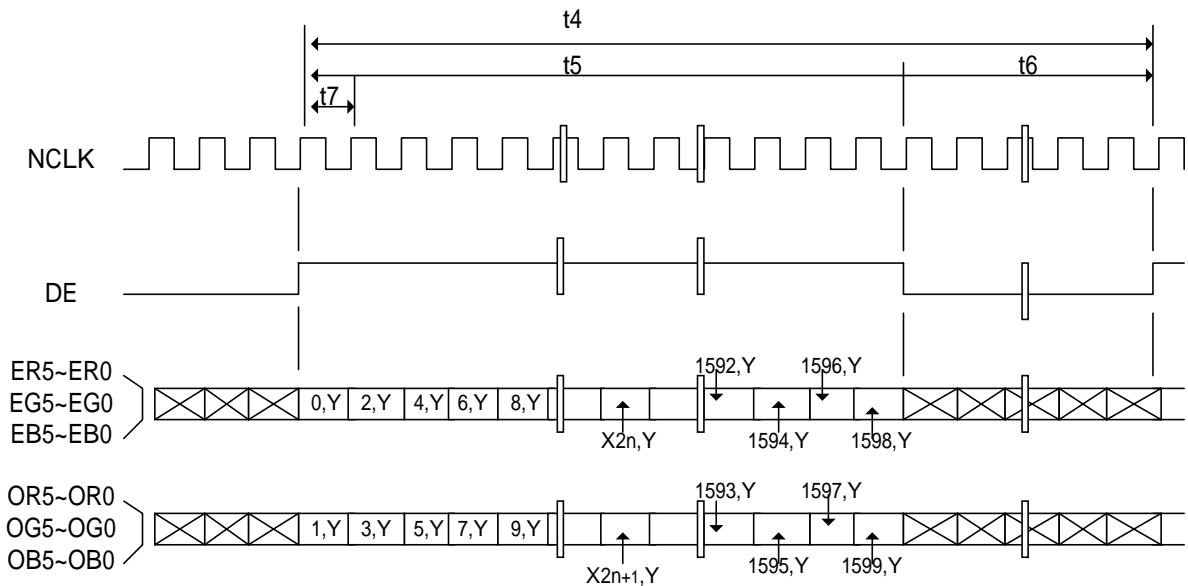 t4
t5 t6
t7
NCLK
DE
ER5~ER0
EG5~EG0
EB5~EB0
1592,Y 1596,Y
0,Y 2,Y 4,Y 6,Y 8,Y
X2n,Y 1594,Y 1598,Y
OR5~OR0
OG5~OG0
OB5~OB0
1593,Y 1597,Y
1,Y 3,Y 5,Y 7,Y 9,Y
X2n+1,Y 1595,Y 1599,Y